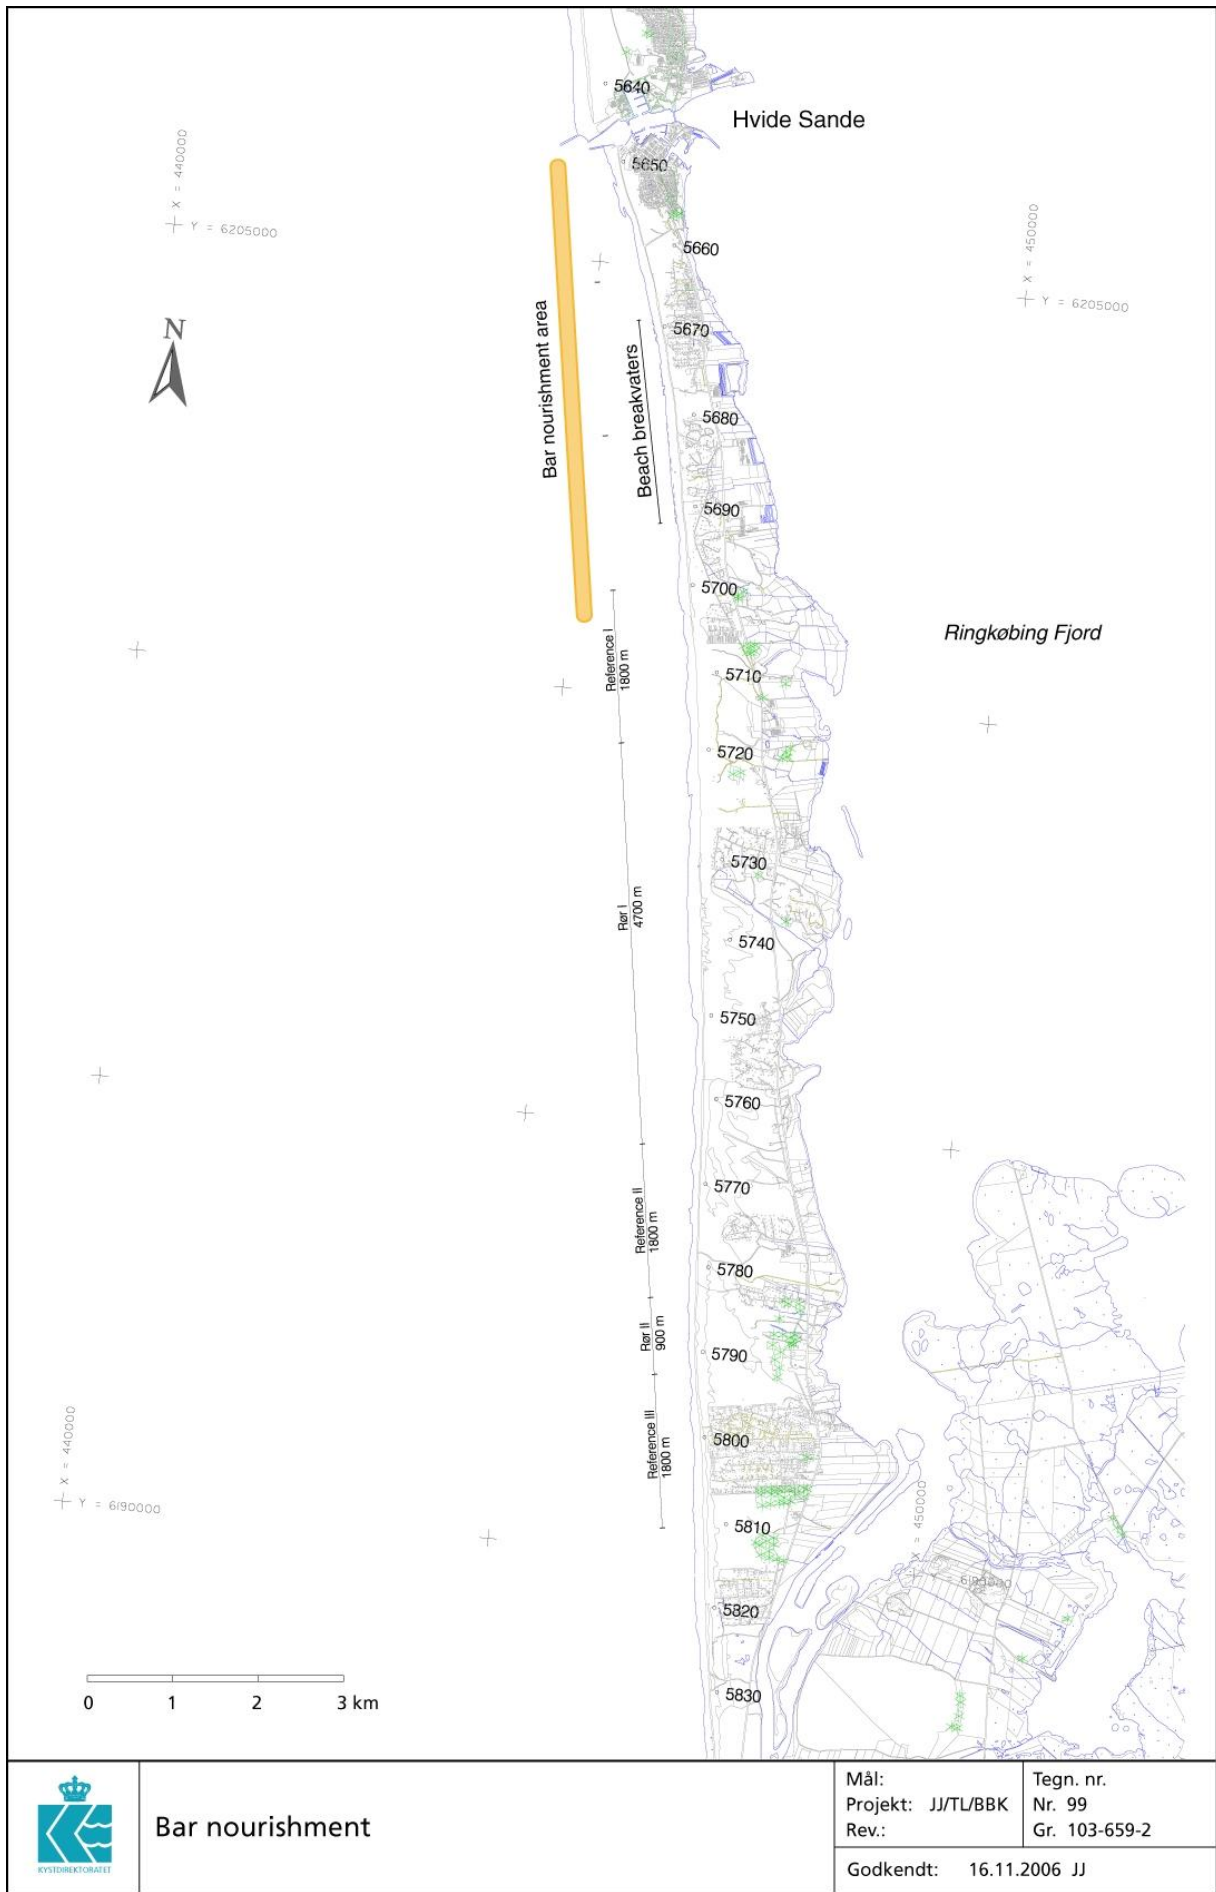 5640
Hvide Sande
5650
X = 440000
Y = 6205000
5660
X = 450000
Y = 6205000
N
5670
Bar nourishment area
Beach breakvaters
5680
5690
5700
Reference I
1800 m
Ringkøbing Fjord
5710
5720
5730
Rør I
4700 m
5740
5750
5760
5770
Reference II
1800 m
5780
Rør II
900 m
5790
5800
Reference III
1800 m
X = 440000
Y = 6190000
5810
X = 450000
Y = 6190000
5820
5830
0 1 2 3 km
KYSTDIREKTORATET
Bar nourishment
Mål:
Projekt: JJ/TL/BBK
Rev.:
Tegn. nr.
Nr. 99
Gr. 103-659-2
Godkendt: 16.11.2006 JJ